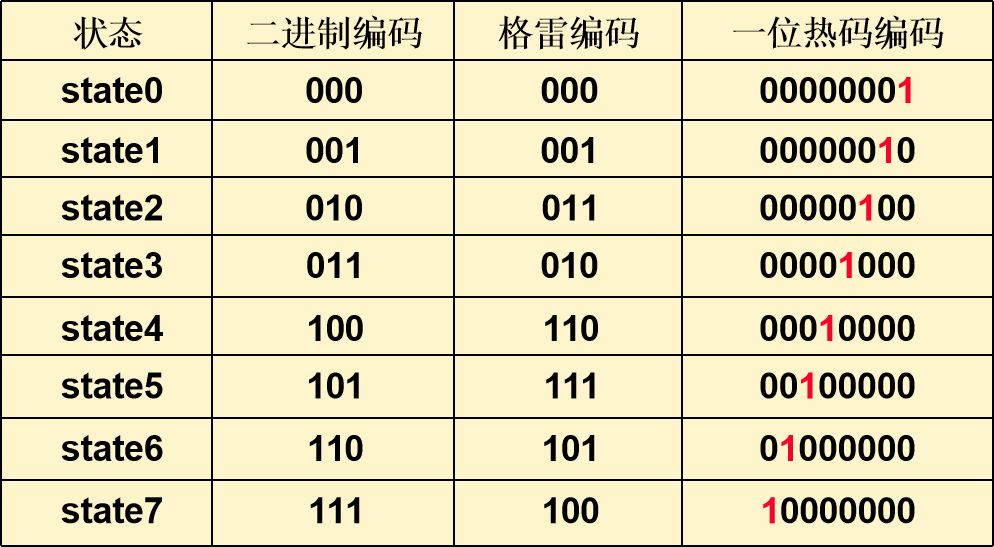 状态 二进制编码 格雷编码 一位热码编码
state0 000 000 00000001
state1 001 001 00000010
state2 010 011 00000100
state3 011 010 00001000
state4 100 110 00010000
state5 101 111 00100000
state6 110 101 01000000
state7 111 100 10000000